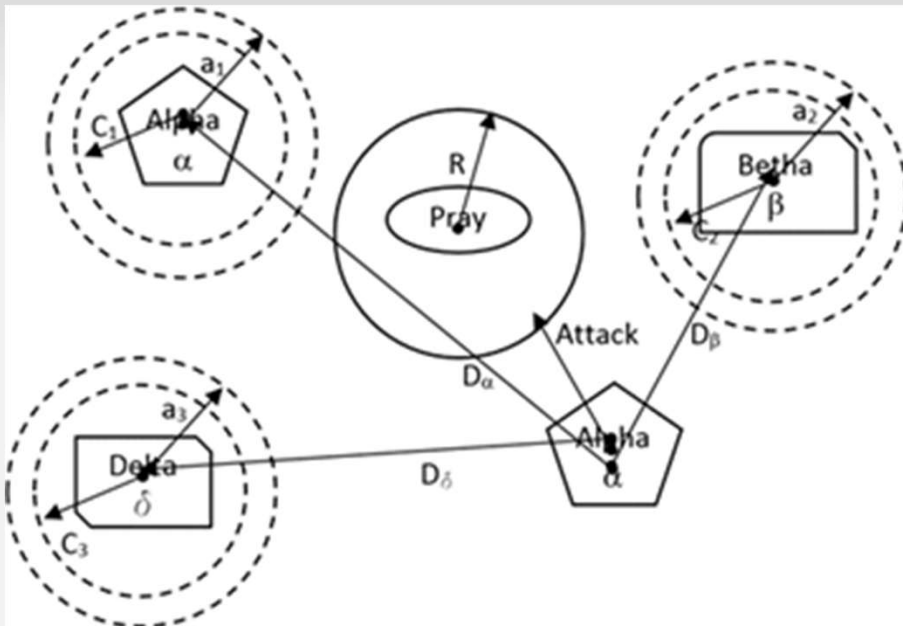 a₁
C₁
Alpha
α
R
Pray
a₂
Betha
β
C₂
Attack
Dβ
Dα
a₃
Delta
δ
C₃
Dδ
Alpha
α